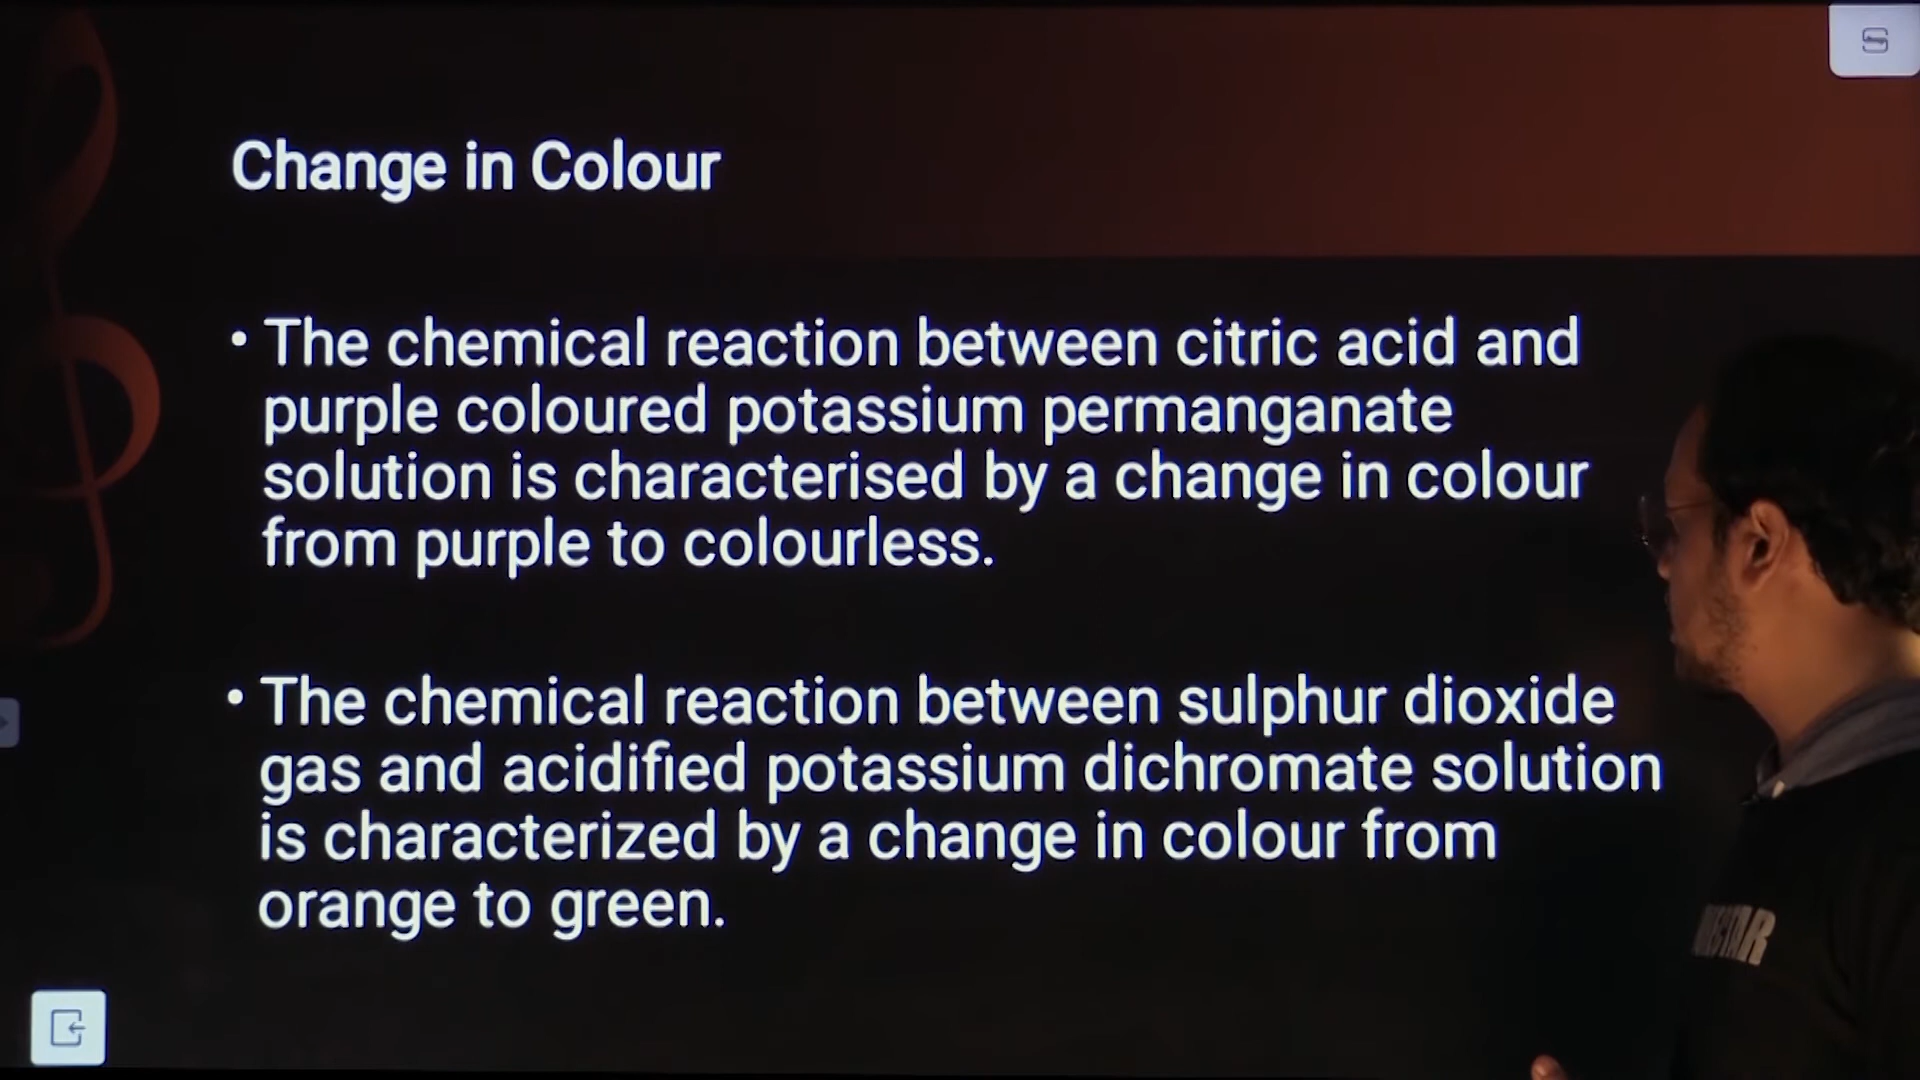 Change in Colour
• The chemical reaction between citric acid and
purple coloured potassium permanganate
solution is characterised by a change in colour
from purple to colourless.
• The chemical reaction between sulphur dioxide
gas and acidified potassium dichromate solution
is characterized by a change in colour from
orange to green.